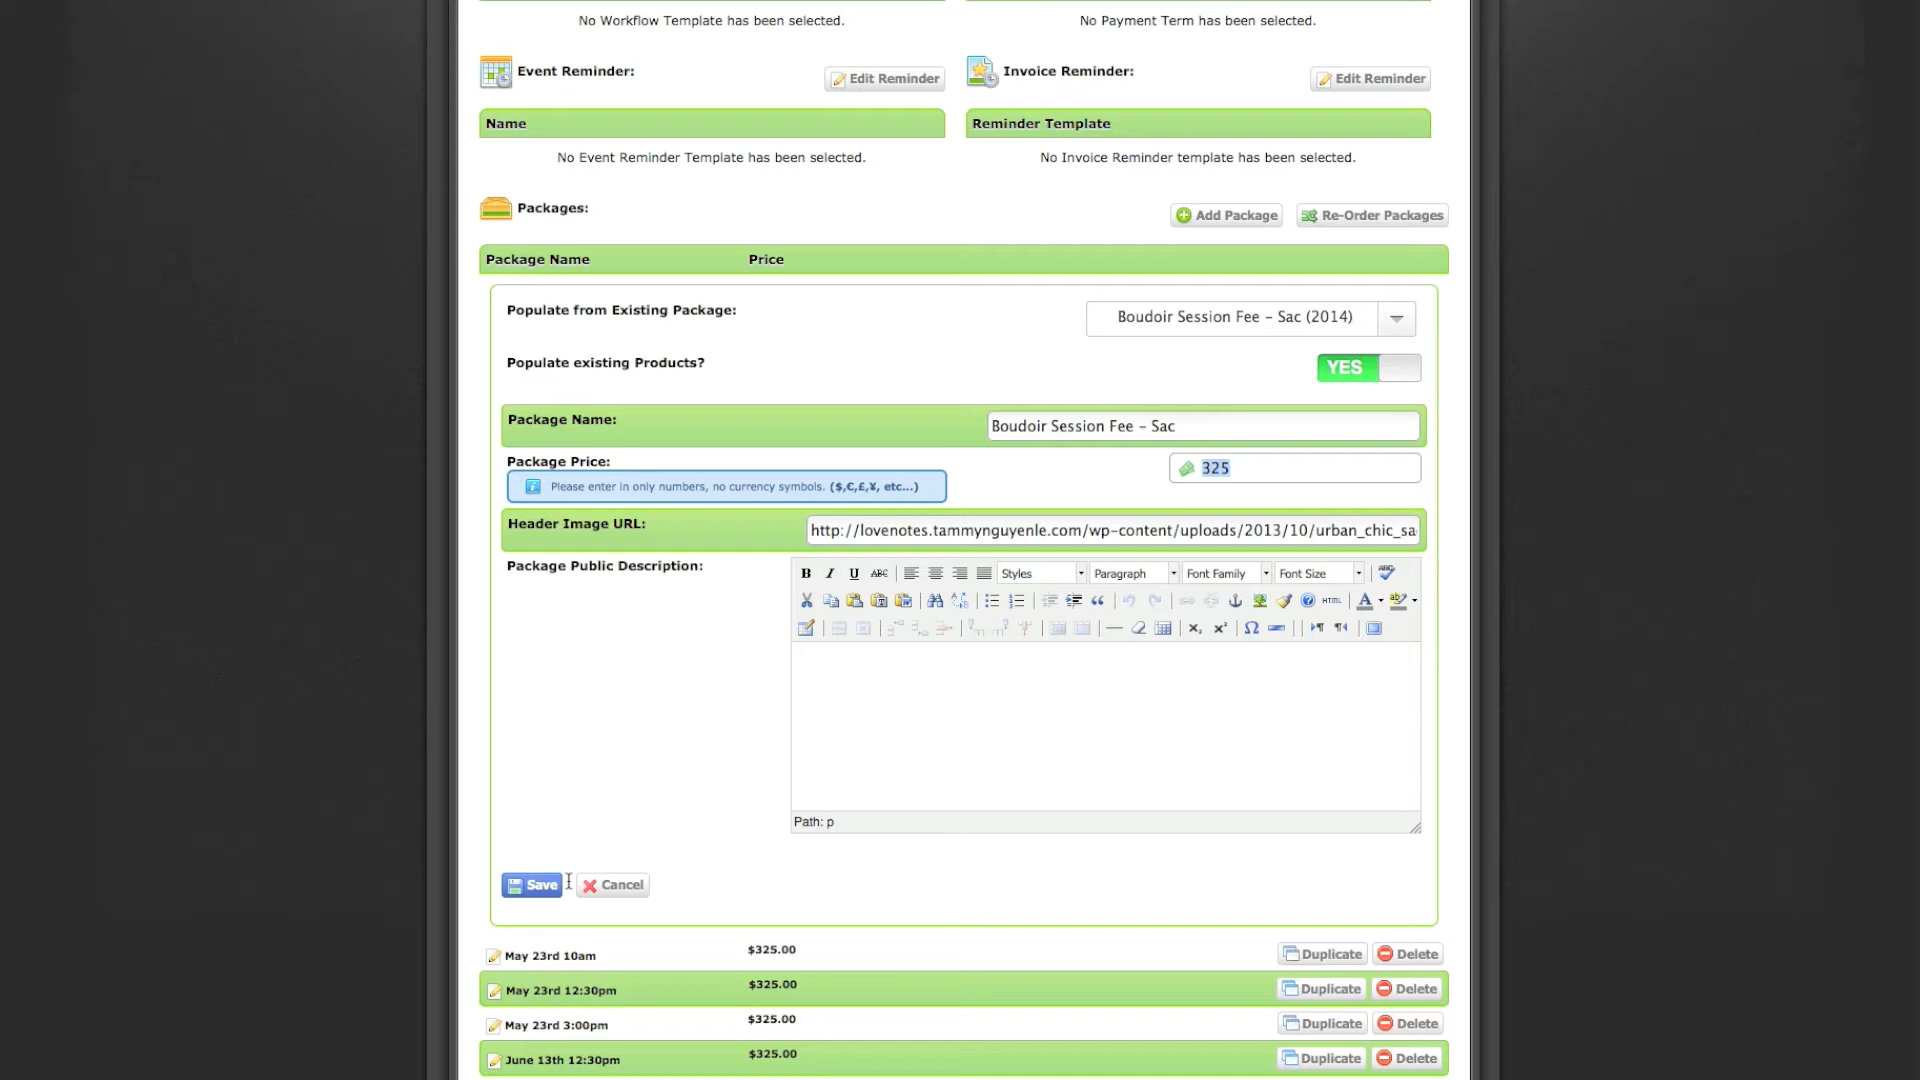 No Workflow Template has been selected.
No Payment Term has been selected.
Event Reminder:
Edit Reminder
Invoice Reminder:
Edit Reminder
Name
Reminder Template
No Event Reminder Template has been selected.
No Invoice Reminder template has been selected.
Packages:
Add Package
Re-Order Packages
Package Name
Price
Populate from Existing Package:
Boudoir Session Fee - Sac (2014)
Populate existing Products?
YES
Package Name:
Boudoir Session Fee - Sac
Package Price:
325
Please enter in only numbers, no currency symbols. ($,€,£,¥, etc...)
Header Image URL:
http://lovenotes.tammynguyenle.com/wp-content/uploads/2013/10/urban_chic_sa
Package Public Description:
B I U ABC Styles Paragraph Font Family Font Size ABC
HTML A ab
Path: p
Save
Cancel
May 23rd 10am
$325.00
Duplicate
Delete
May 23rd 12:30pm
$325.00
Duplicate
Delete
May 23rd 3:00pm
$325.00
Duplicate
Delete
June 13th 12:30pm
$325.00
Duplicate
Delete